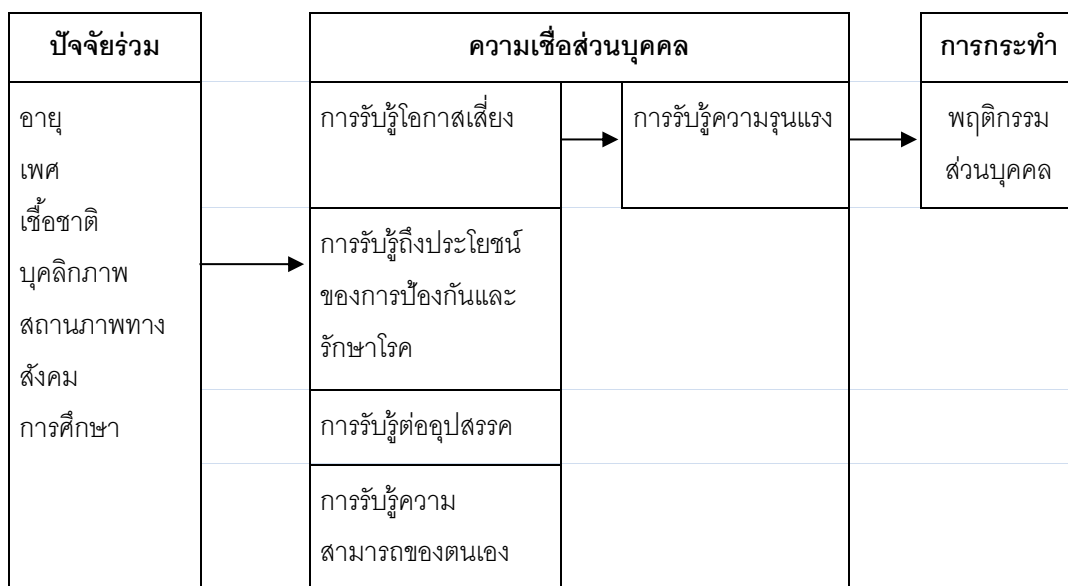 ปัจจัยร่วม
อายุ
เพศ
เชื้อชาติ
บุคลิกภาพ
สถานภาพทาง
สังคม
การศึกษา
ความเชื่อส่วนบุคคล
การรับรู้โอกาสเสี่ยง
การรับรู้ความรุนแรง
การรับรู้ถึงประโยชน์
ของการป้องกันและ
รักษาโรค
การรับรู้ต่ออุปสรรค
การรับรู้ความ
สามารถของตนเอง
การกระทำ
พฤติกรรม
ส่วนบุคคล